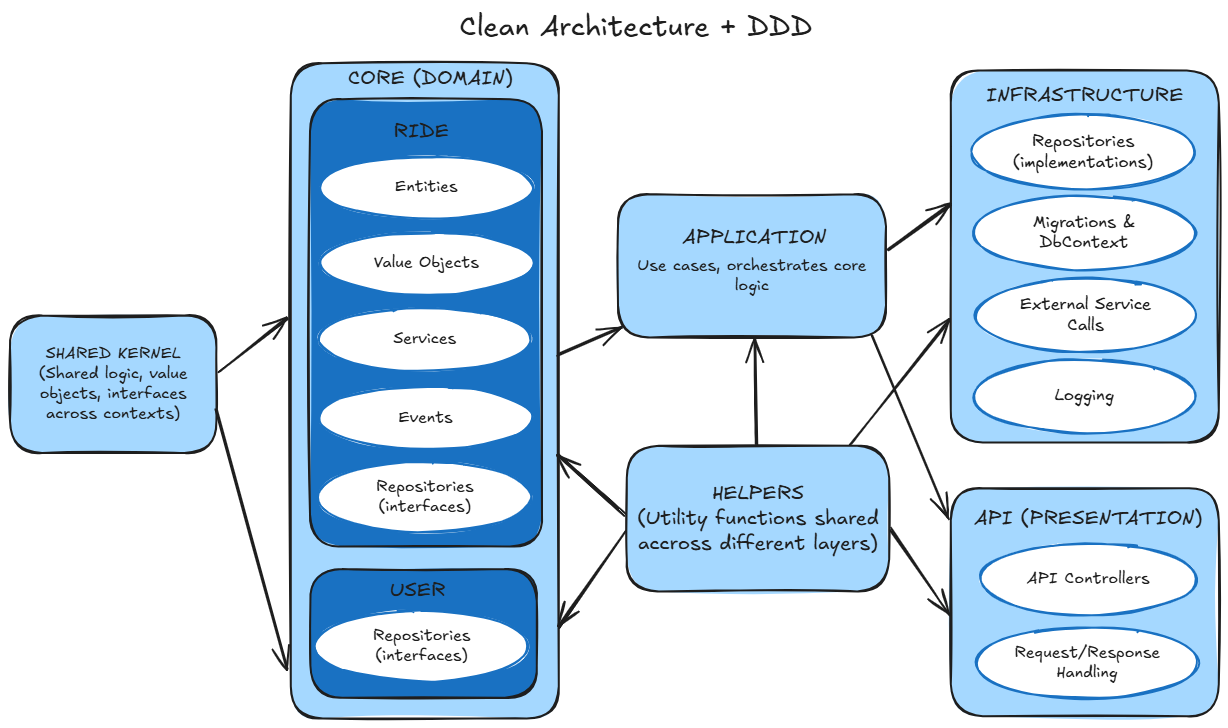 Clean Architecture + DDD
SHARED KERNEL
(Shared logic, value
objects, interfaces
across contexts)
CORE (DOMAIN)
RIDE
Entities
Value Objects
Services
Events
Repositories
(interfaces)
USER
Repositories
(interfaces)
APPLICATION
Use cases, orchestrates core
logic
HELPERS
(Utility functions shared
accross different layers)
INFRASTRUCTURE
Repositories
(implementations)
Migrations &
DbContext
External Service
Calls
Logging
API (PRESENTATION)
API Controllers
Request/Response
Handling